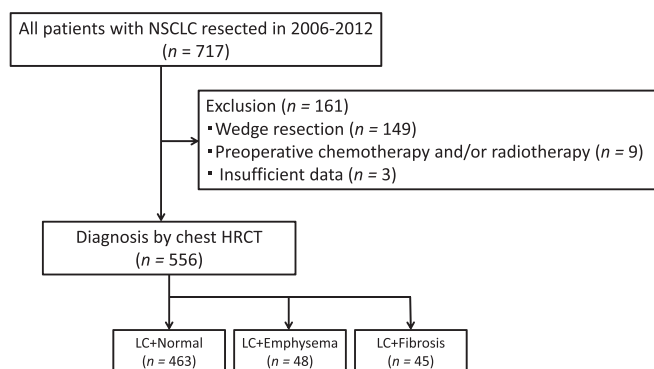 All patients with NSCLC resected in 2006-2012
(n = 717)
Exclusion (n = 161)
▪Wedge resection (n = 149)
▪Preoperative chemotherapy and/or radiotherapy (n = 9)
▪ Insufficient data (n = 3)
Diagnosis by chest HRCT
(n = 556)
LC+Normal
(n = 463)
LC+Emphysema
(n = 48)
LC+Fibrosis
(n = 45)